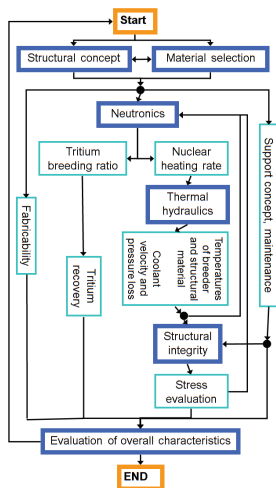 Start
Structural concept
Material selection
Neutronics
Tritium
breeding ratio
Nuclear
heating rate
Thermal
hydraulics
Fabricability
Tritium
recovery
Coolant
velocity and
pressure loss
Temperatures
of breeder
and structural
material
Support concept, maintenance
Structural
integrity
Stress
evaluation
Evaluation of overall characteristics
END